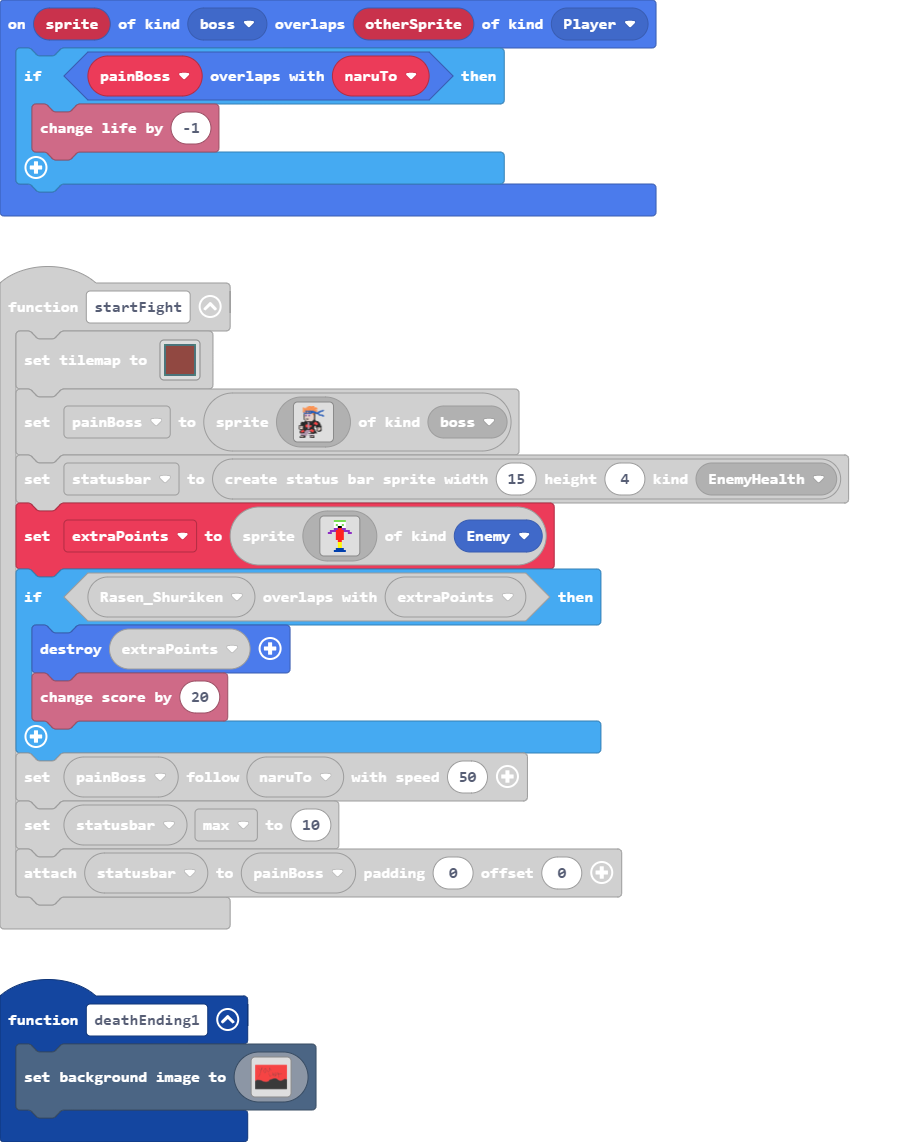 on sprite of kind boss overlaps otherSprite of kind Player
if painBoss overlaps with naruTo then
change life by -1
function startFight
set tilemap to
set painBoss to sprite of kind boss
set statusbar to create status bar sprite width 15 height 4 kind EnemyHealth
set extraPoints to sprite of kind Enemy
if Rasen_Shuriken overlaps with extraPoints then
destroy extraPoints
change score by 20
set painBoss follow naruTo with speed 50
set statusbar max to 10
attach statusbar to painBoss padding 0 offset 0
function deathEnding1
set background image to